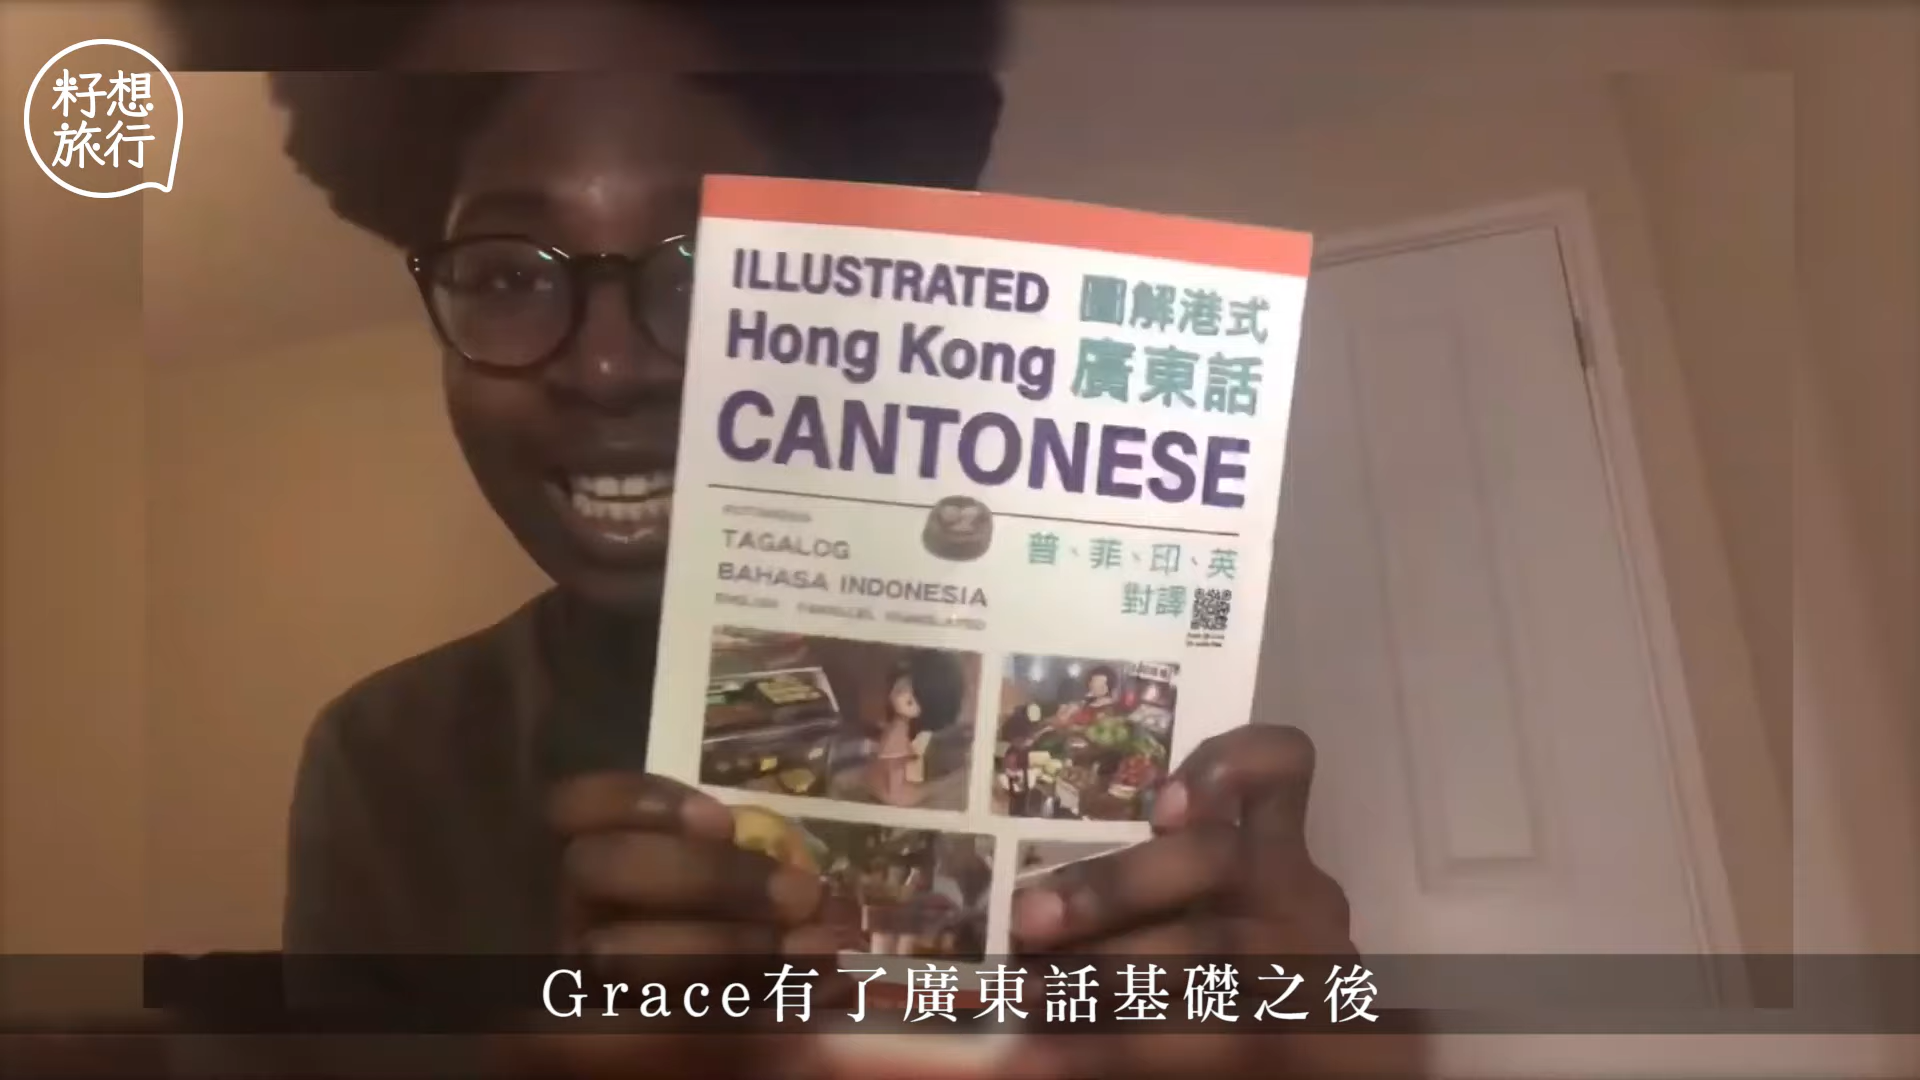 籽想
旅行
ILLUSTRATED
Hong Kong
CANTONESE
圖解港式
廣東話
TAGALOG
BAHASA INDONESIA
普、菲、印、英
對譯
Grace有了廣東話基礎之後